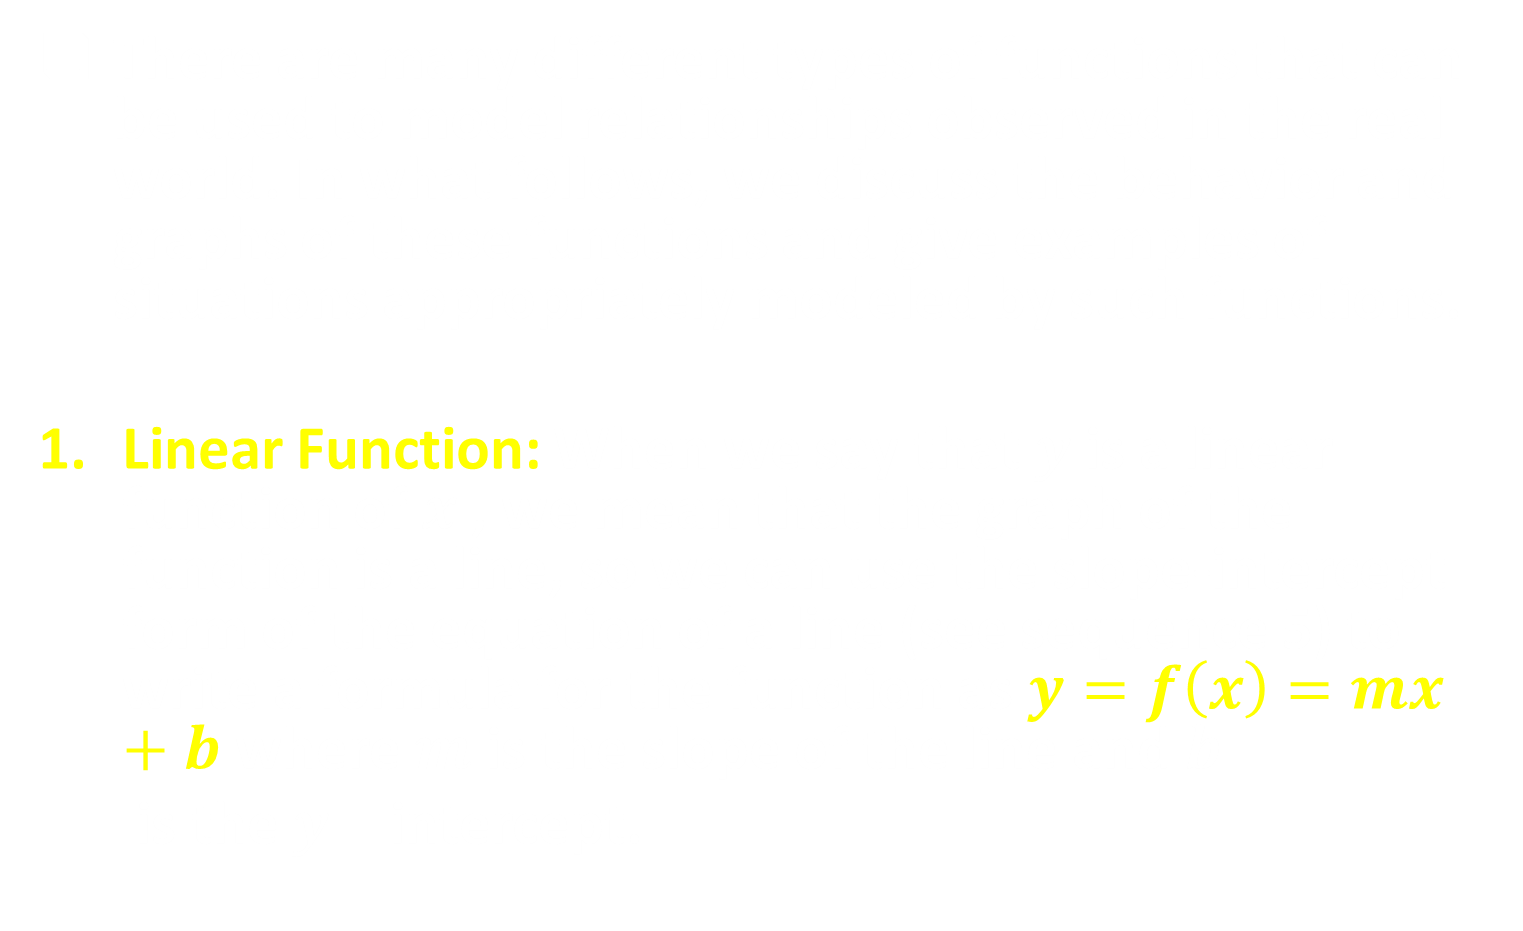 1. Linear Function:
y = f(x) = mx
+ b